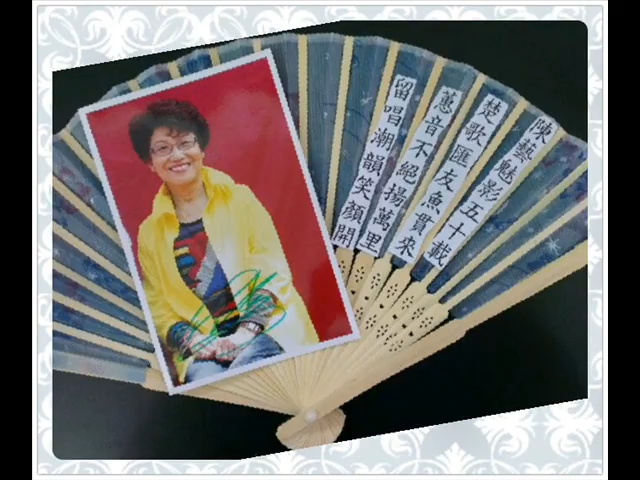 陳藝魅影五十載
楚歌匯友魚貫來
蕙音不絕揚萬里
留唱潮韻笑顏開